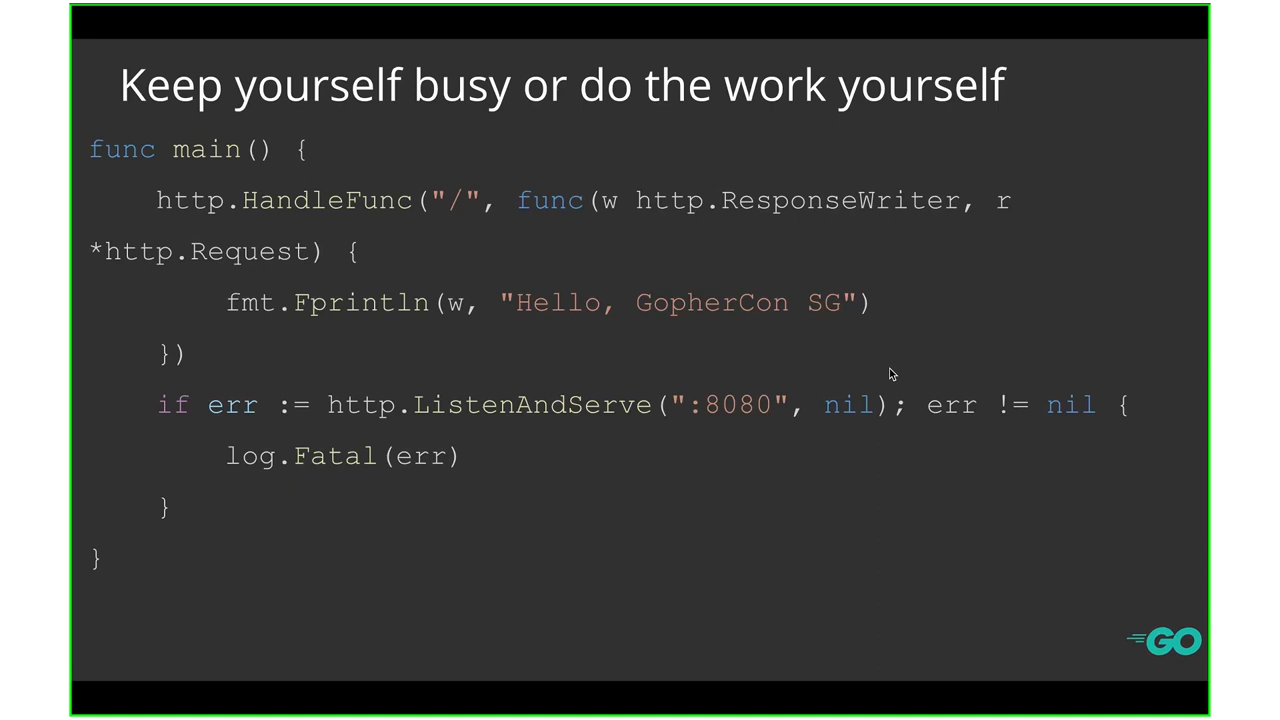 Keep yourself busy or do the work yourself
func main() {
http.HandleFunc("/", func(w http.ResponseWriter, r
*http.Request) {
fmt.Fprintln(w, "Hello, GopherCon SG")
})
if err := http.ListenAndServe(":8080", nil); err != nil {
log.Fatal(err)
}
}
GO